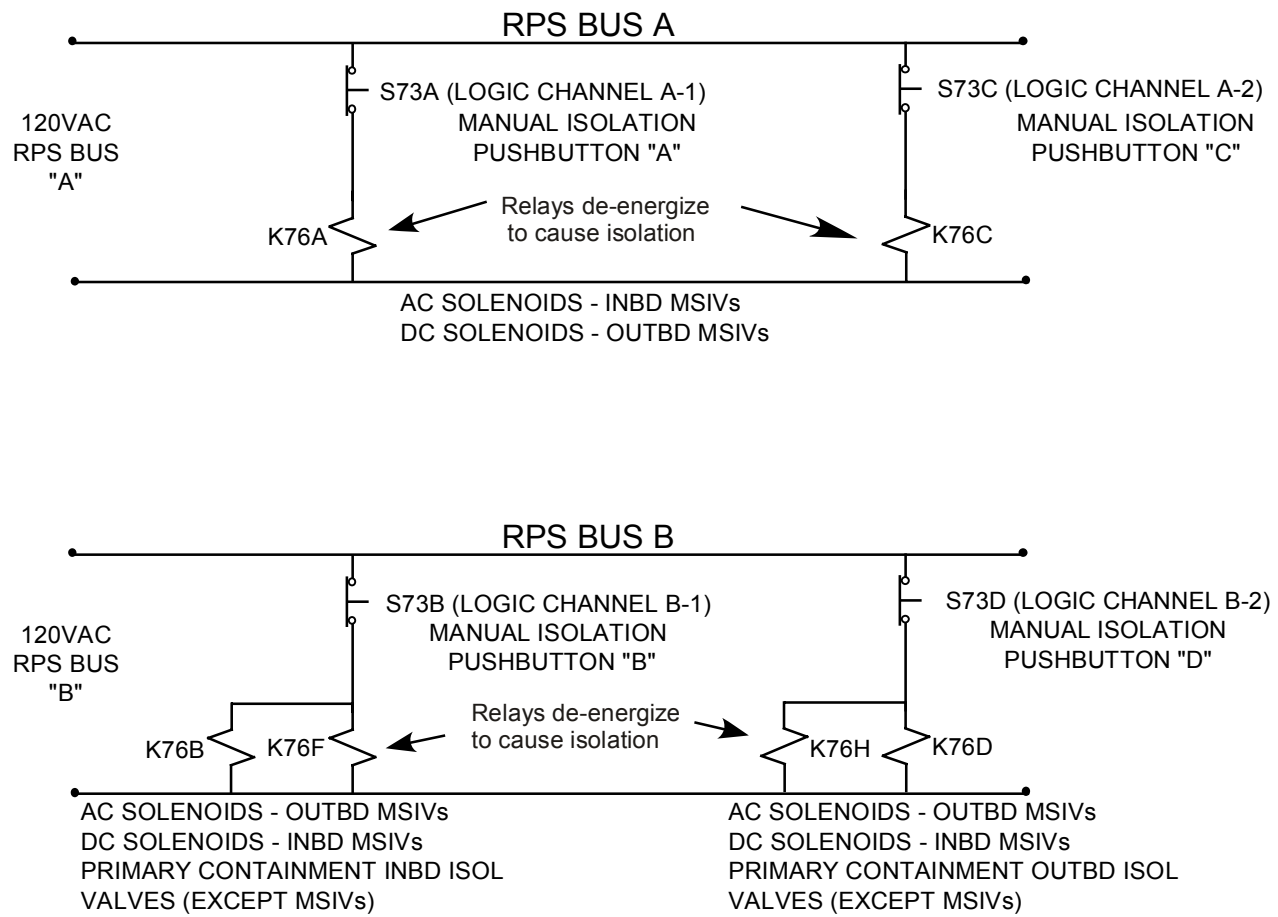 RPS BUS A
120VAC
RPS BUS
"A"
S73A (LOGIC CHANNEL A-1)
MANUAL ISOLATION
PUSHBUTTON "A"
S73C (LOGIC CHANNEL A-2)
MANUAL ISOLATION
PUSHBUTTON "C"
K76A
Relays de-energize
to cause isolation
K76C
AC SOLENOIDS - INBD MSIVs
DC SOLENOIDS - OUTBD MSIVs
RPS BUS B
120VAC
RPS BUS
"B"
S73B (LOGIC CHANNEL B-1)
MANUAL ISOLATION
PUSHBUTTON "B"
S73D (LOGIC CHANNEL B-2)
MANUAL ISOLATION
PUSHBUTTON "D"
K76B
K76F
Relays de-energize
to cause isolation
K76H
K76D
AC SOLENOIDS - OUTBD MSIVs
DC SOLENOIDS - INBD MSIVs
PRIMARY CONTAINMENT INBD ISOL
VALVES (EXCEPT MSIVs)
AC SOLENOIDS - OUTBD MSIVs
DC SOLENOIDS - INBD MSIVs
PRIMARY CONTAINMENT OUTBD ISOL
VALVES (EXCEPT MSIVs)